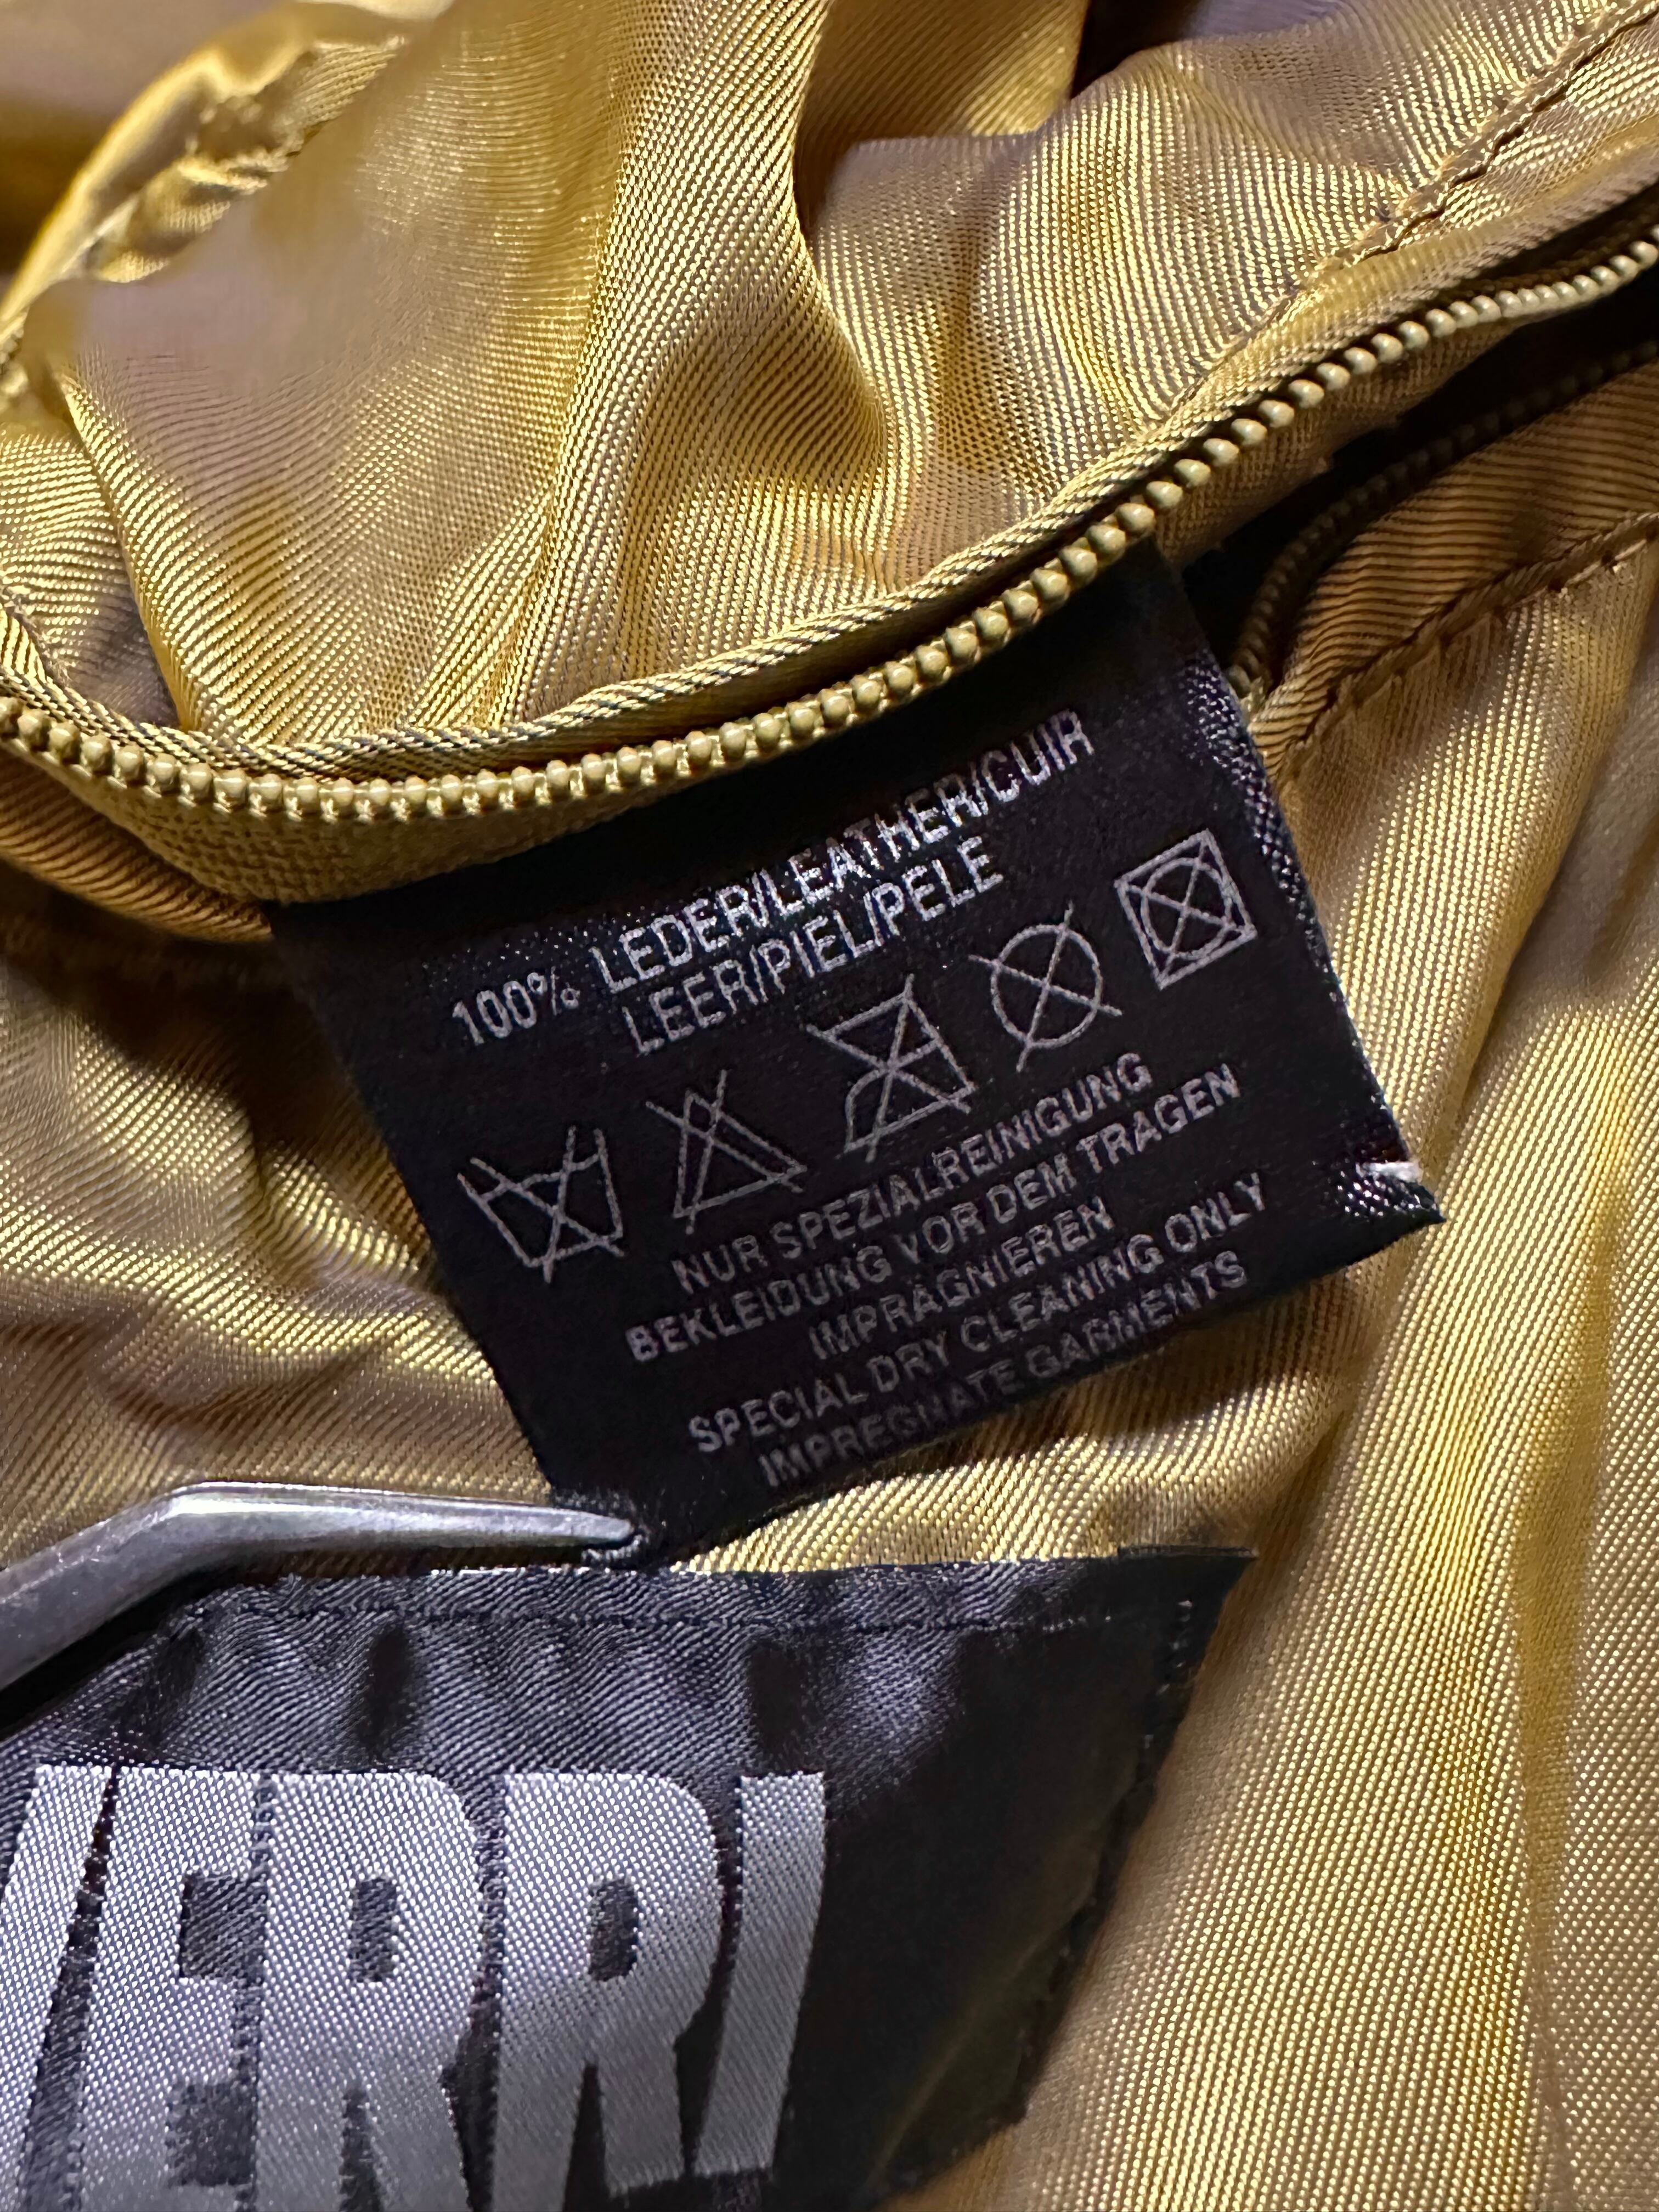 100% LEDER/LEATHER/CUIR
LEER/PIEL/PELE
NUR SPEZIALREINIGUNG
BEKLEIDUNG VOR DEM TRAGEN
IMPRÄGNIEREN
SPECIAL DRY CLEANING ONLY
IMPREGNATE GARMENTS
VERRI